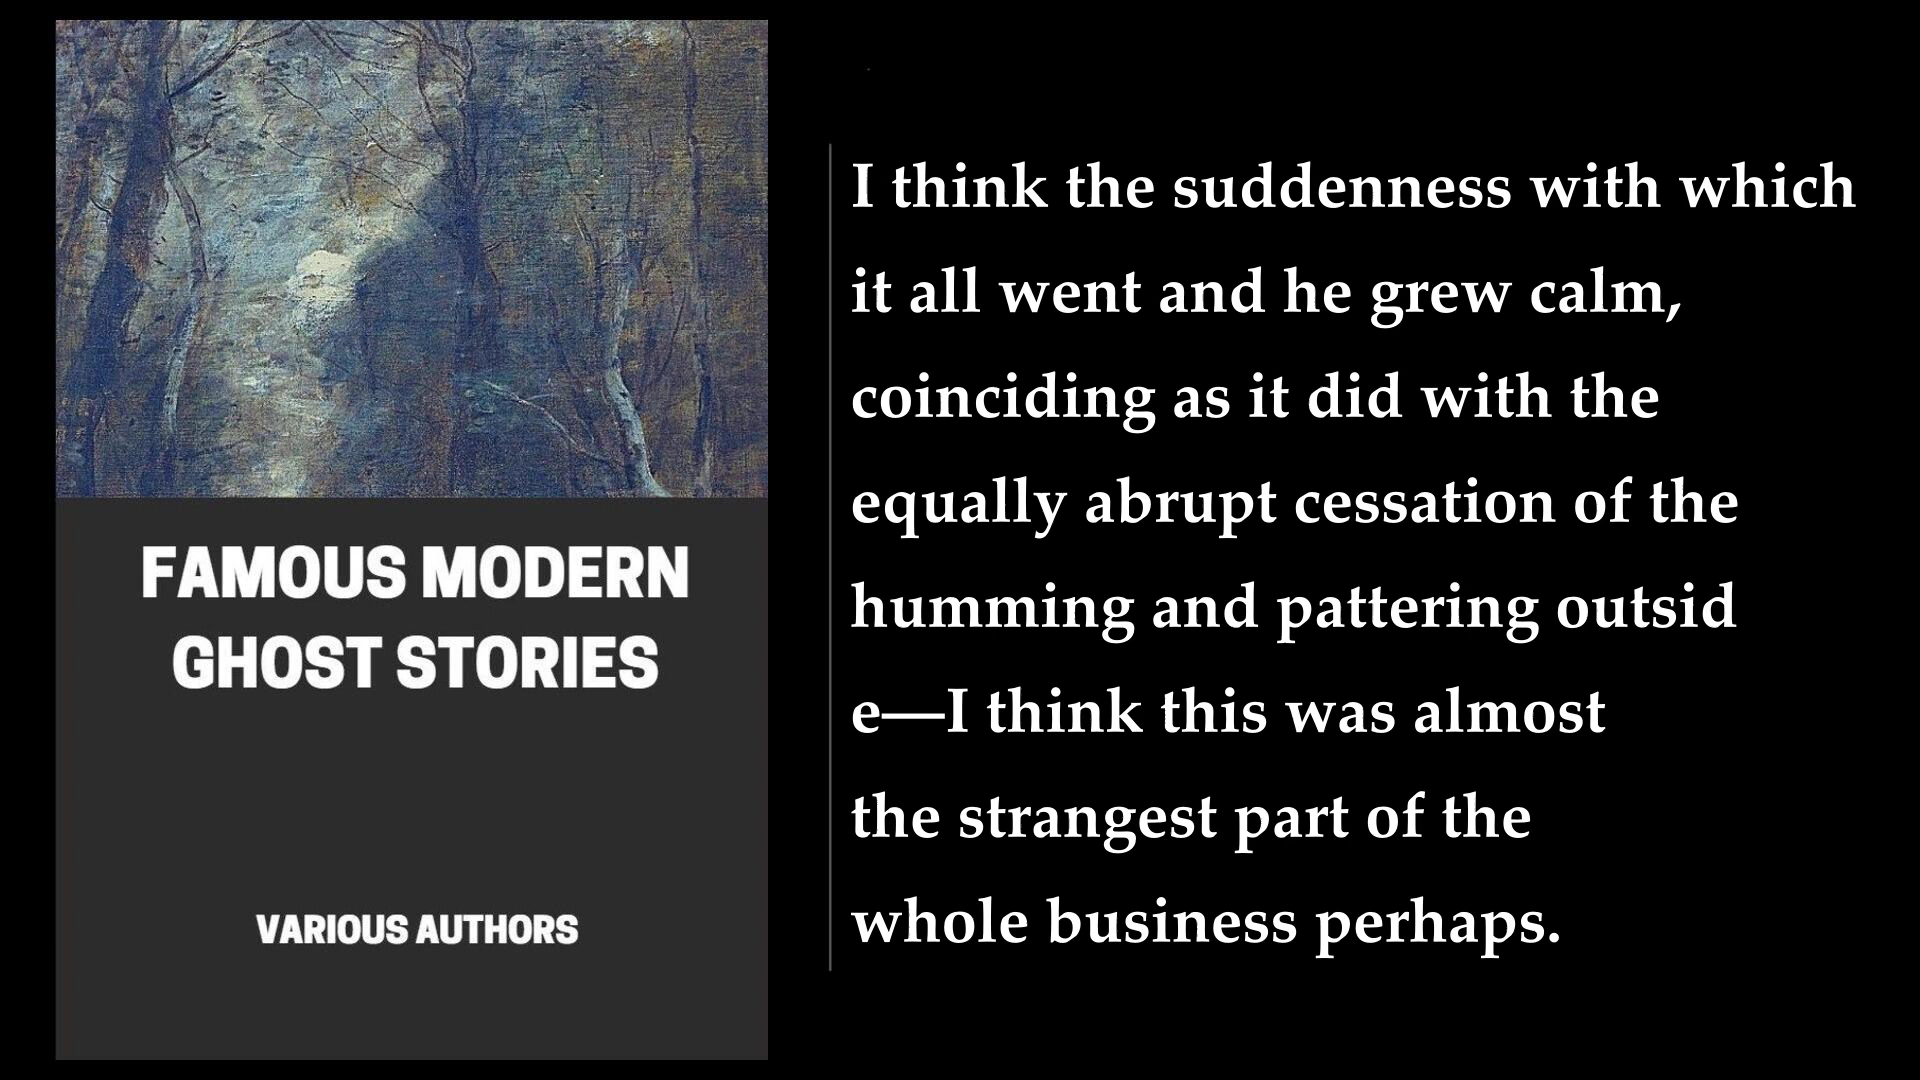 FAMOUS MODERN
GHOST STORIES
VARIOUS AUTHORS
I think the suddenness with which
it all went and he grew calm,
coinciding as it did with the
equally abrupt cessation of the
humming and pattering outsid
e—I think this was almost
the strangest part of the
whole business perhaps.